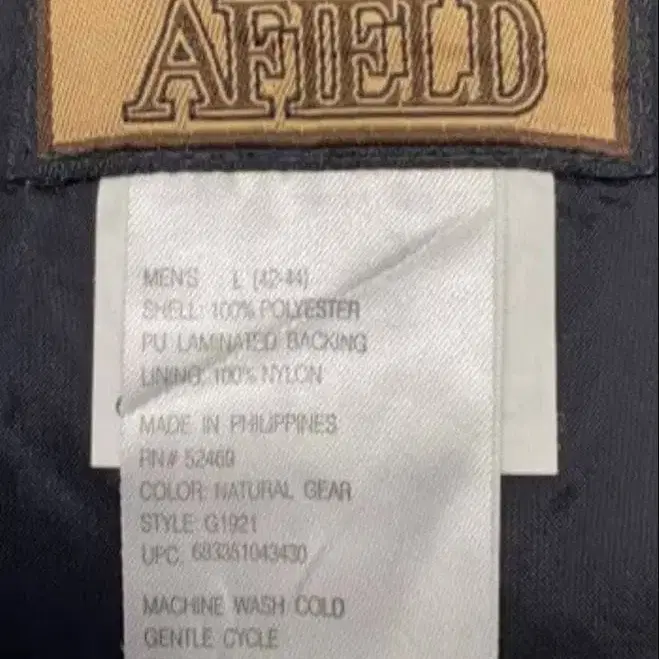 AFIELD
MEN'S L (42-44)
SHELL: 100% POLYESTER
PU LAMINATED BACKING
LINING: 100% NYLON
MADE IN PHILIPPINES
RN# 52469
COLOR: NATURAL GEAR
STYLE: G1921
UPC: 683351043430
MACHINE WASH COLD
GENTLE CYCLE